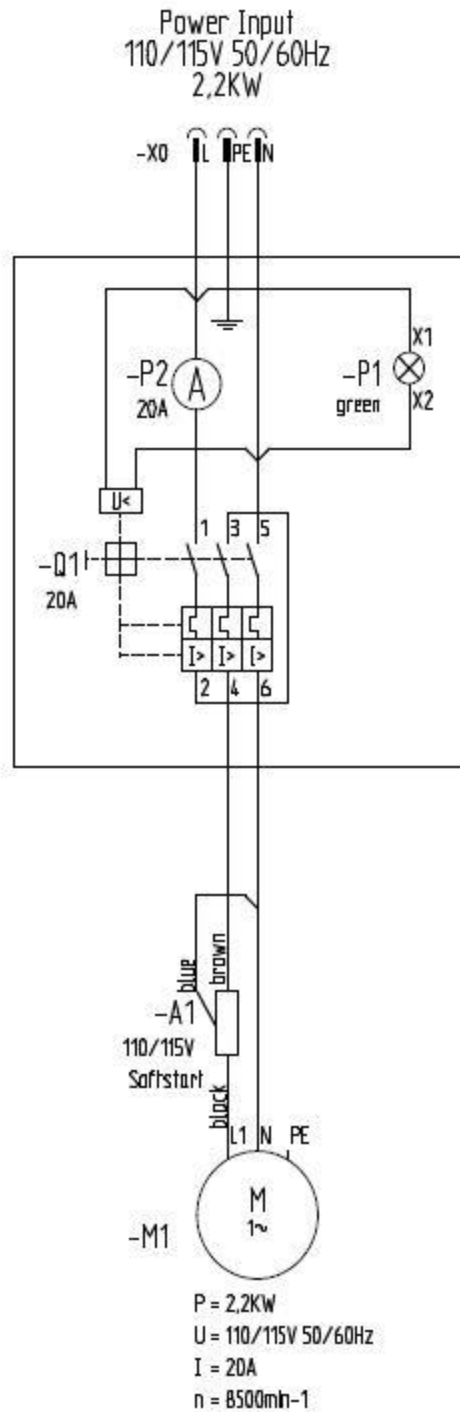 Power Input
110/115V 50/60Hz
2,2KW
-X0 L PE N
X1
-P2 A -P1
20A green X2
U<
1 3 5
-Q1
20A
I> I> I>
2 4 6
blue brown
-A1
110/115V
Softstart
black
L1 N PE
M
1~
-M1
P = 2,2KW
U = 110/115V 50/60Hz
I = 20A
n = 8500min-1